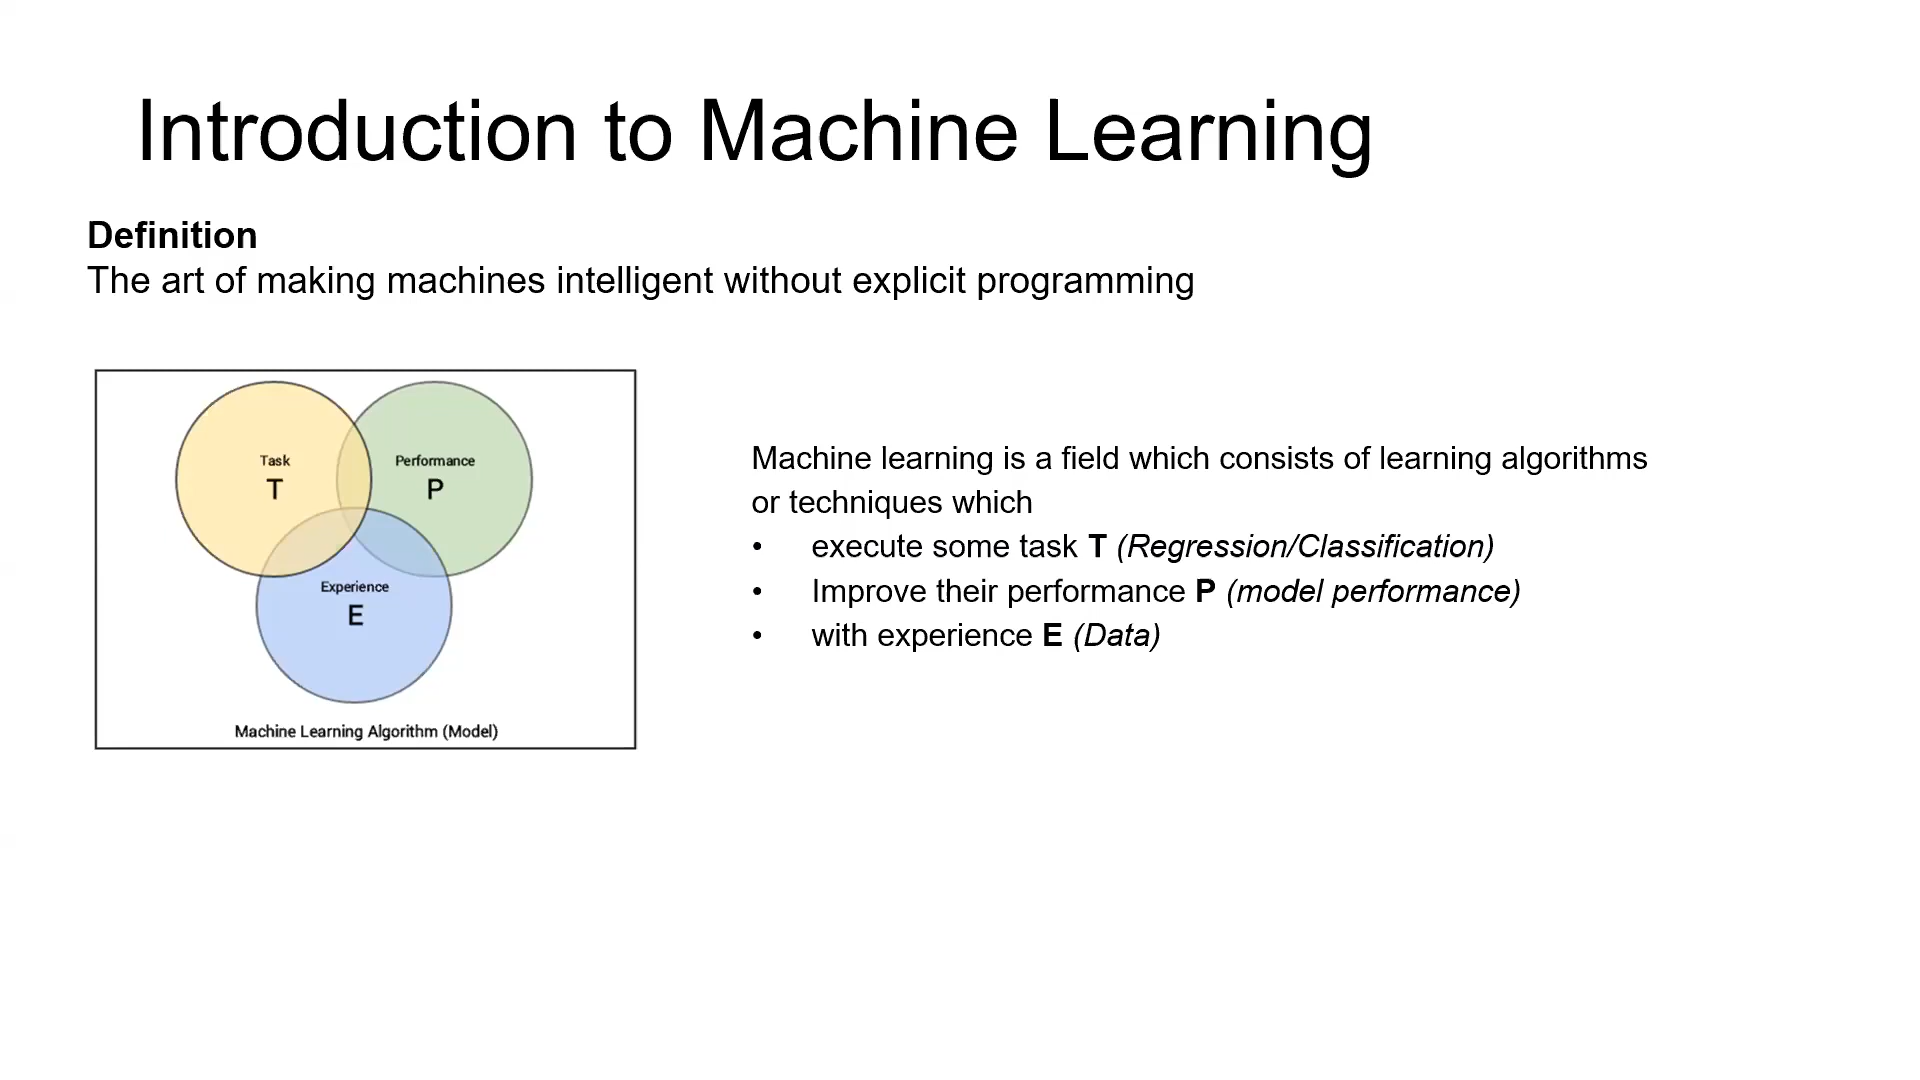 Introduction to Machine Learning
Definition
The art of making machines intelligent without explicit programming
Task
T
Performance
P
Experience
E
Machine Learning Algorithm (Model)
Machine learning is a field which consists of learning algorithms
or techniques which
• execute some task T (Regression/Classification)
• Improve their performance P (model performance)
• with experience E (Data)